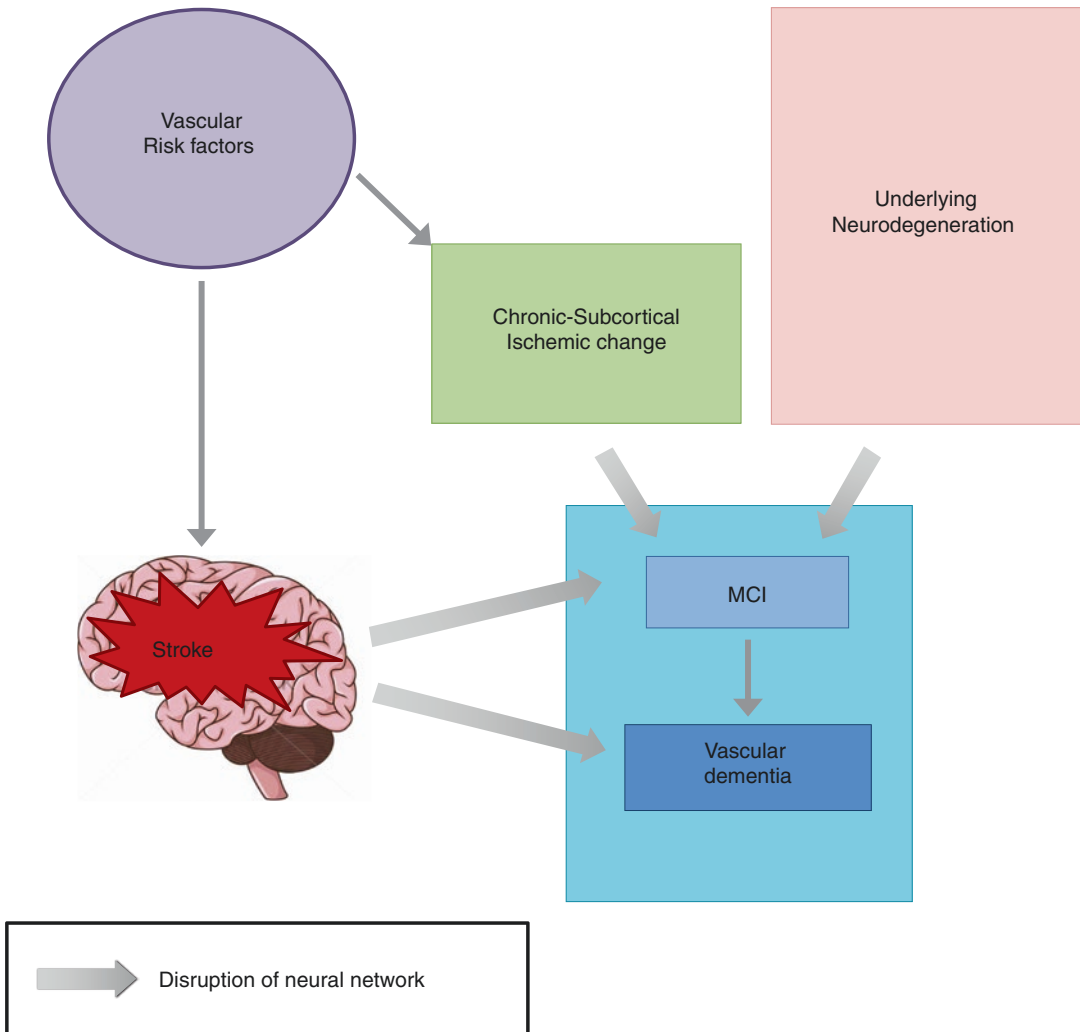 Vascular
Risk factors
Underlying
Neurodegeneration
Chronic-Subcortical
Ischemic change
MCI
Stroke
Vascular
dementia
Disruption of neural network